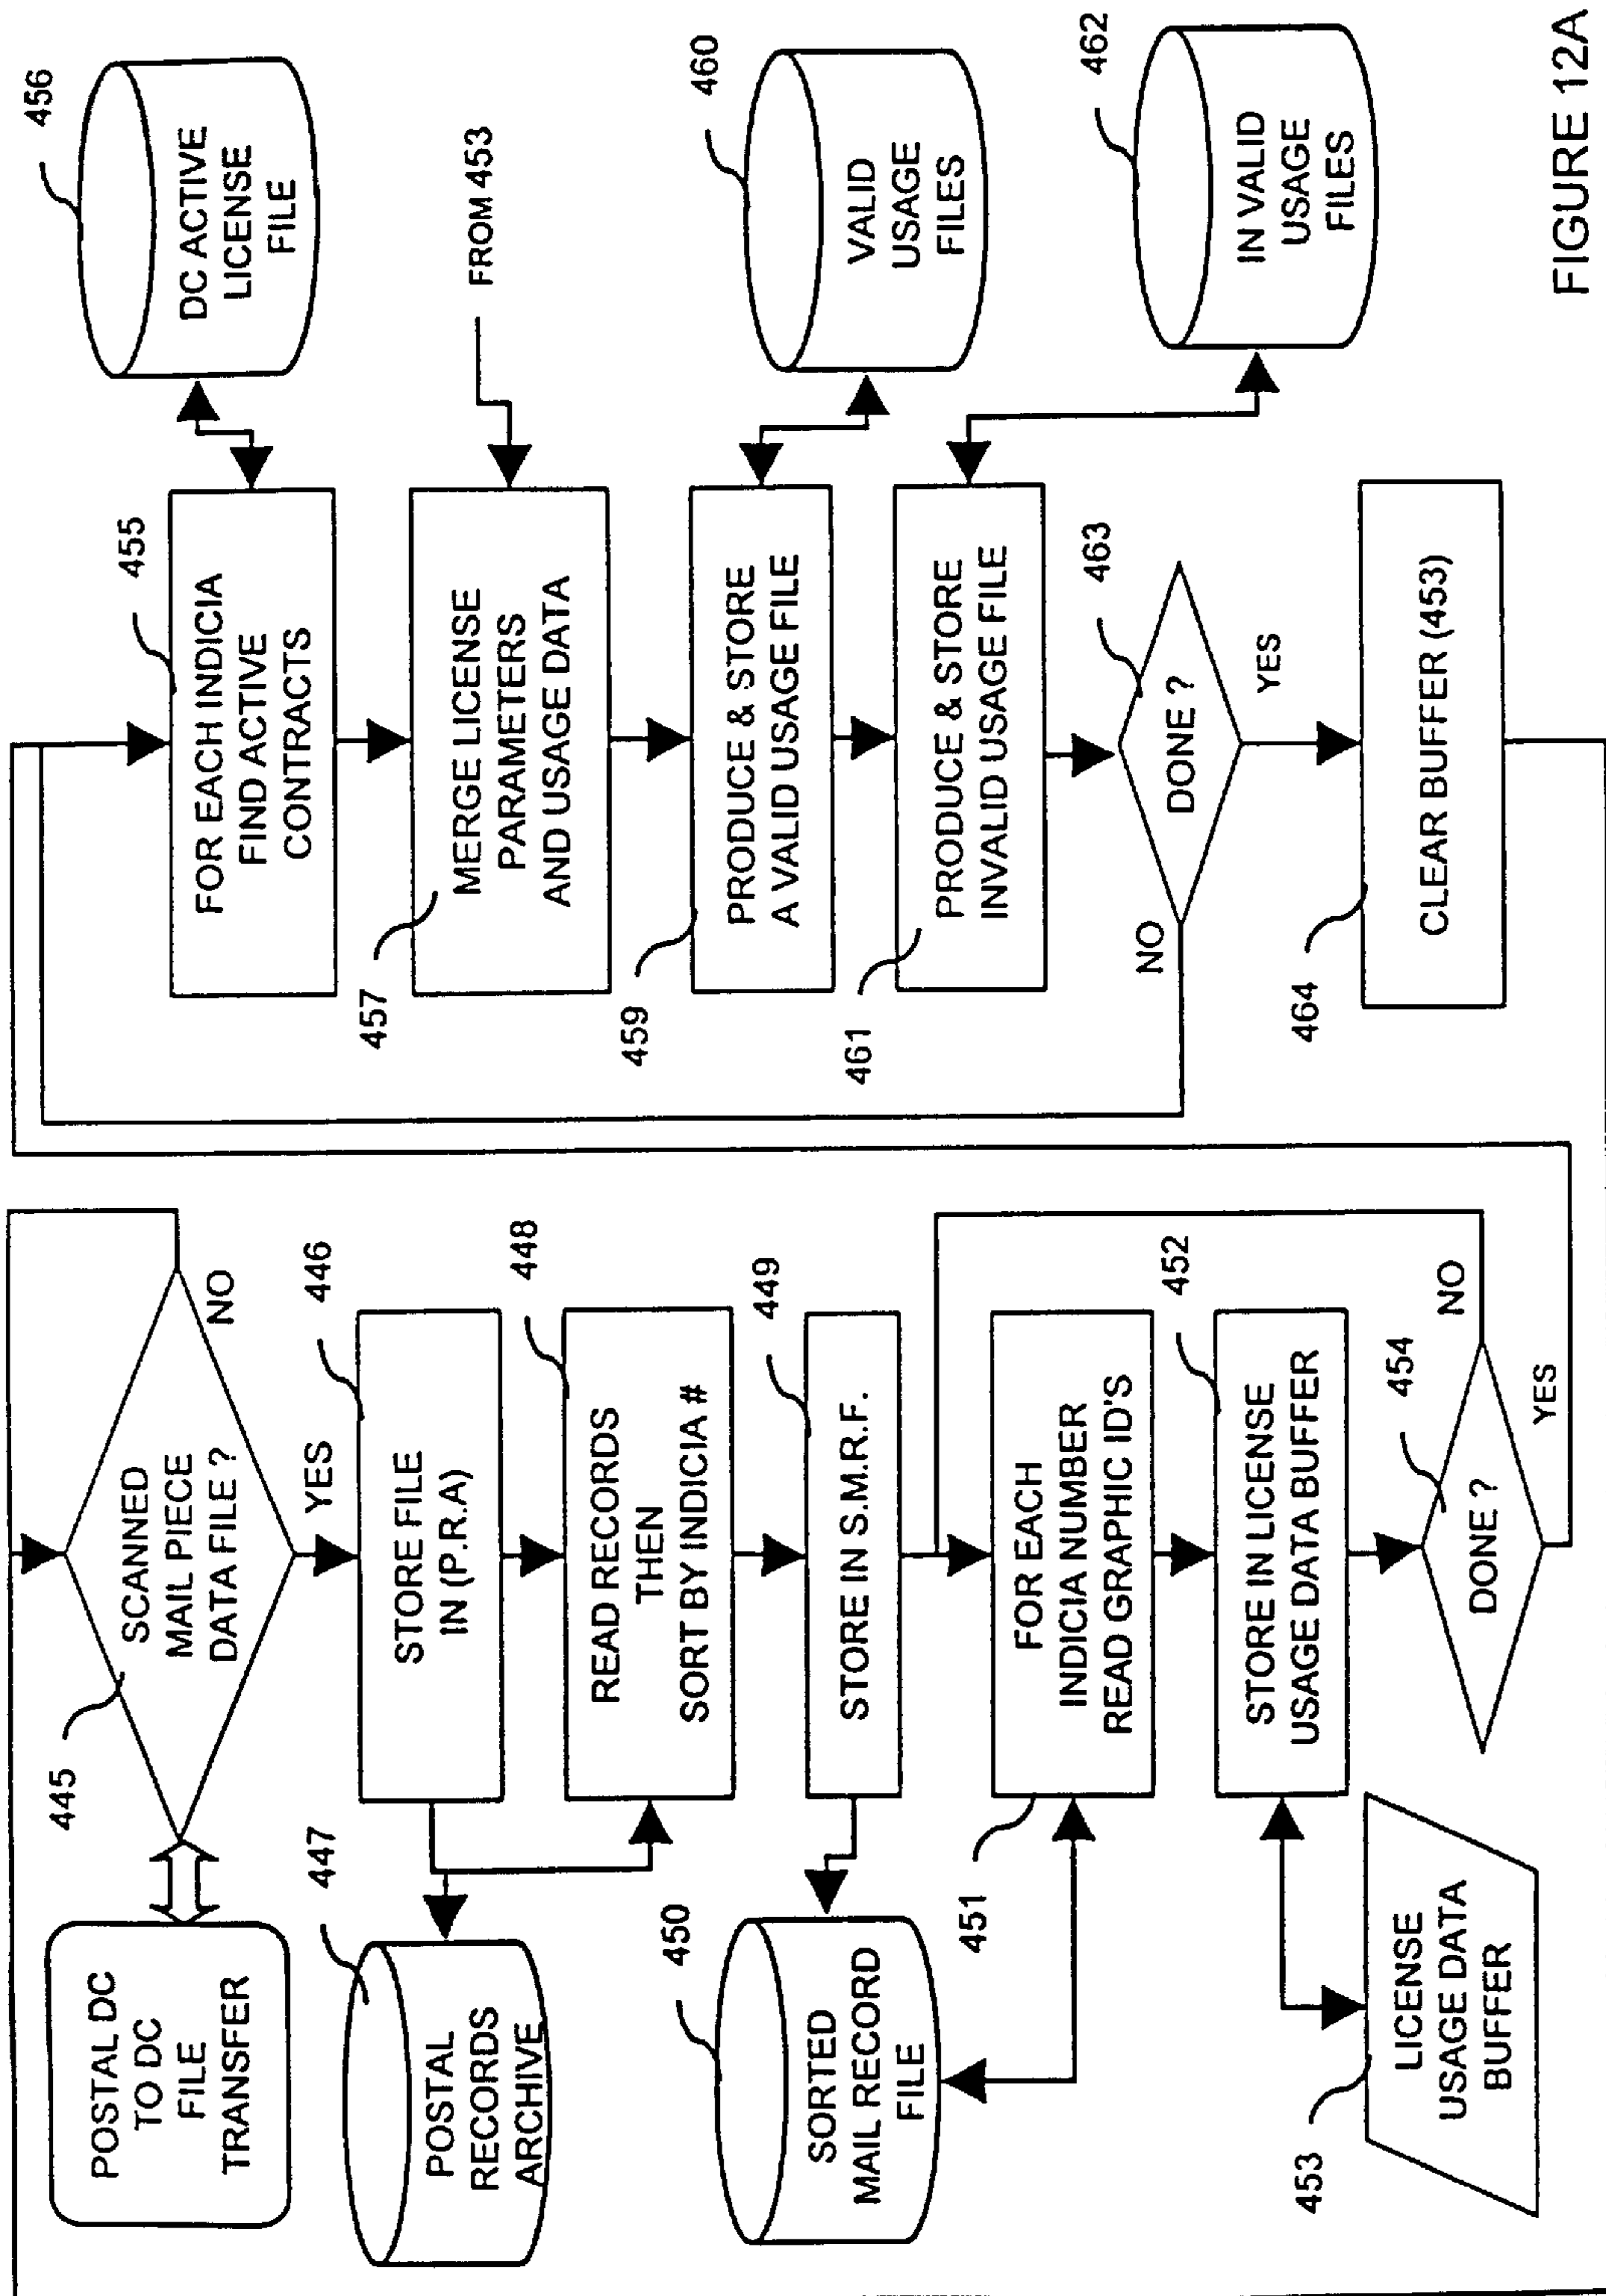 POSTAL DC
TO DC
FILE
TRANSFER
445
SCANNED
MAIL PIECE
DATA FILE ?
NO
YES
446
STORE FILE
IN (P.R.A)
447
POSTAL
RECORDS
ARCHIVE
448
READ RECORDS
THEN
SORT BY INDICIA #
449
STORE IN S.M.R.F.
450
SORTED
MAIL RECORD
FILE
451
FOR EACH
INDICIA NUMBER
READ GRAPHIC ID'S
452
STORE IN LICENSE
USAGE DATA BUFFER
453
LICENSE
USAGE DATA
BUFFER
454
DONE ?
NO
YES
455
FOR EACH INDICIA
FIND ACTIVE
CONTRACTS
456
DC ACTIVE
LICENSE
FILE
457
MERGE LICENSE
PARAMETERS
AND USAGE DATA
FROM 453
459
PRODUCE & STORE
A VALID USAGE FILE
460
VALID
USAGE
FILES
461
PRODUCE & STORE
INVALID USAGE FILE
462
IN VALID
USAGE
FILES
463
DONE ?
NO
YES
464
CLEAR BUFFER (453)
FIGURE 12A